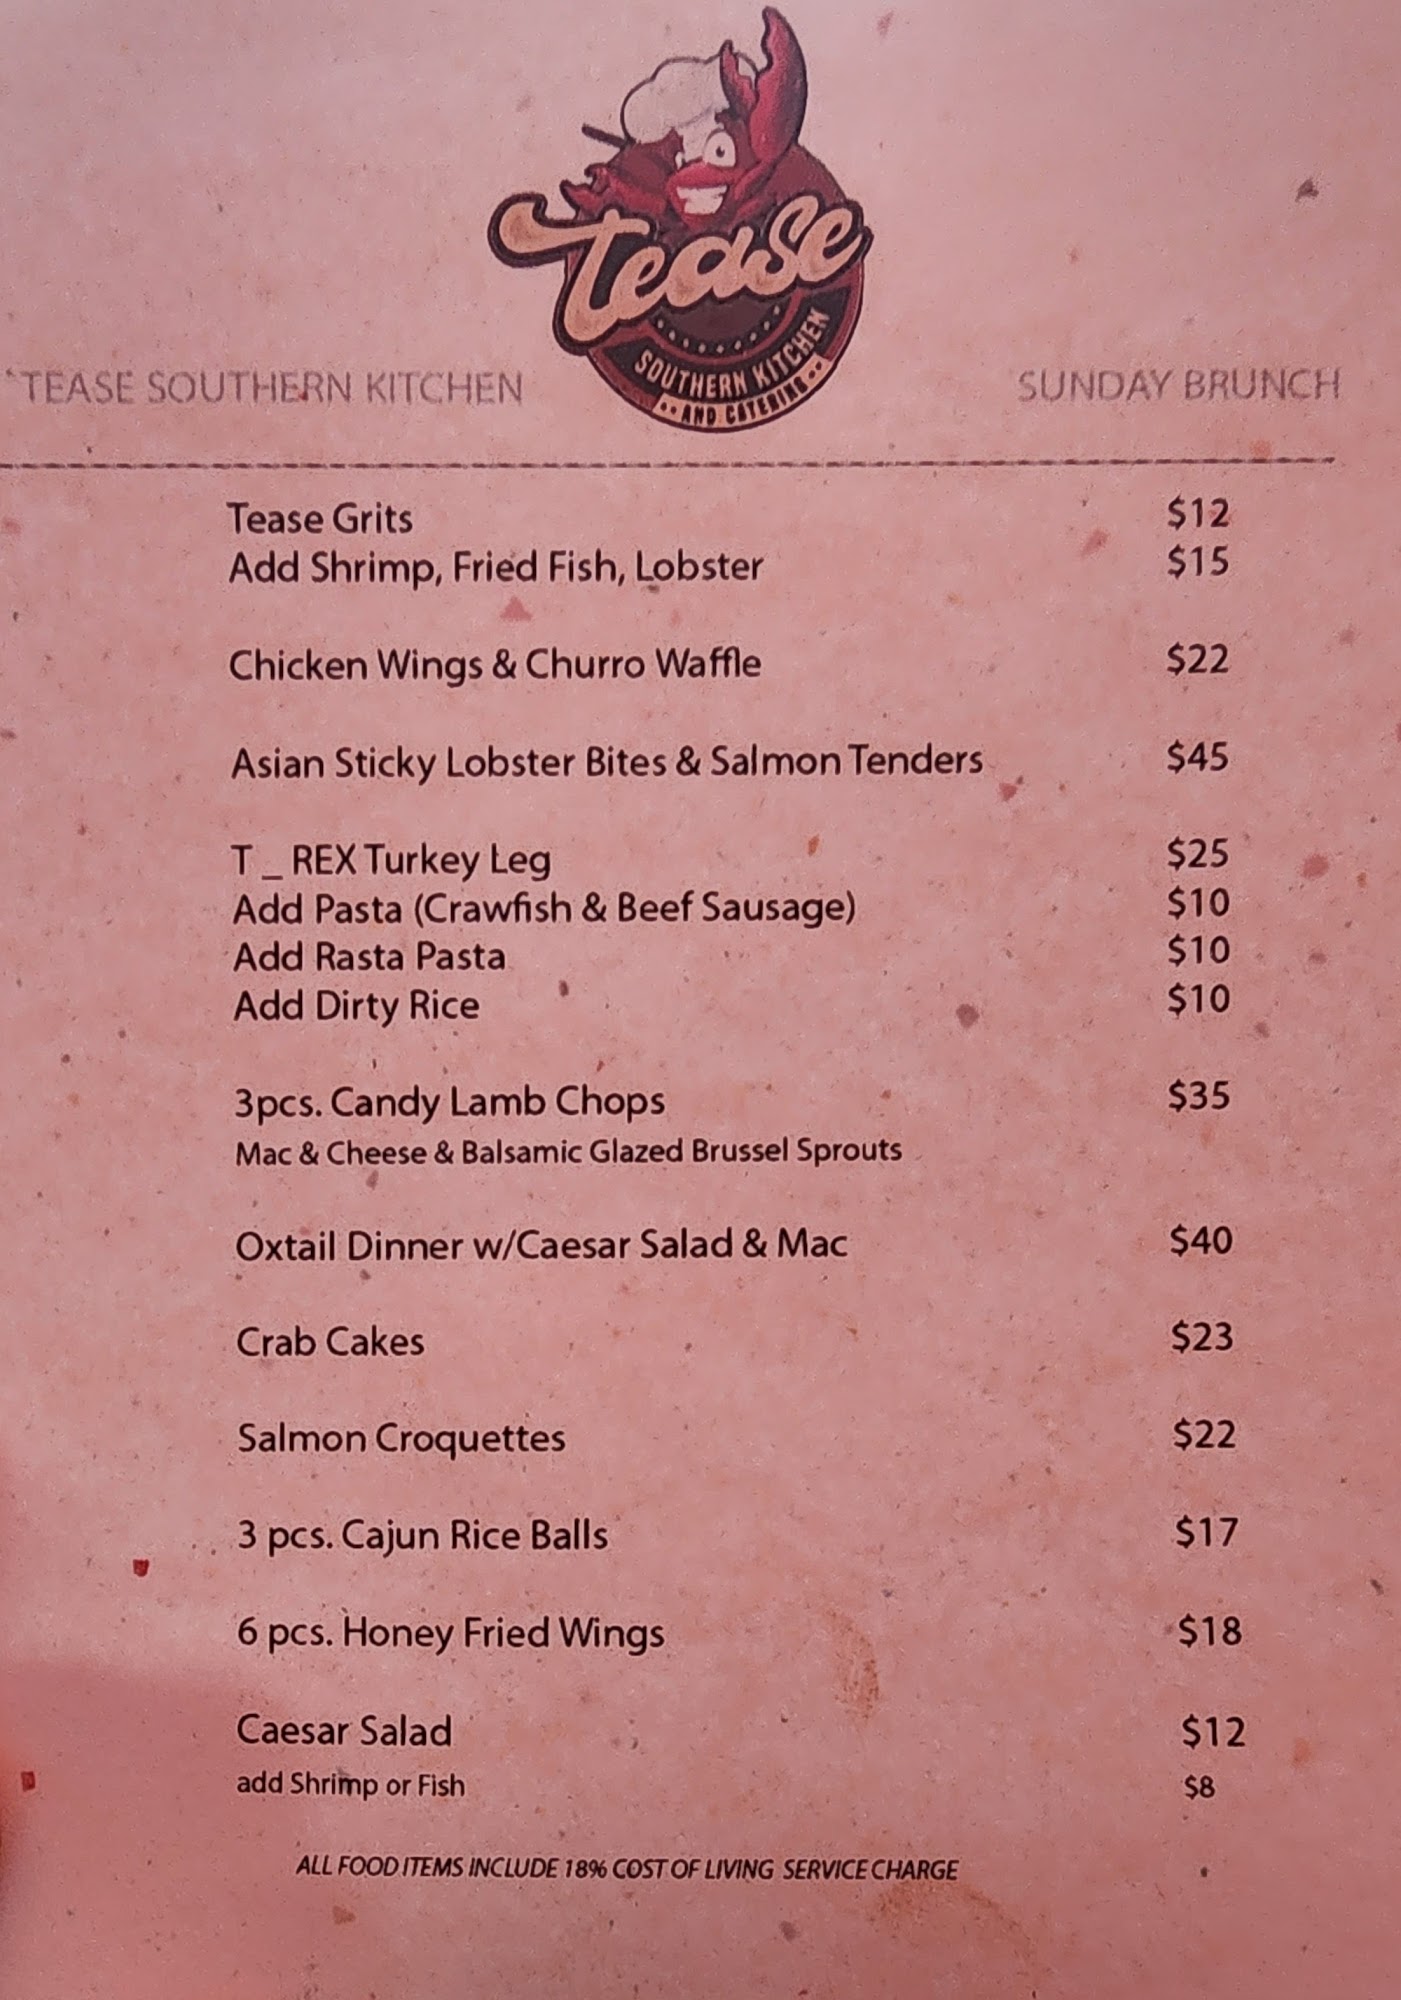 Tease
SOUTHERN KITCHEN
AND CATERING
TEASE SOUTHERN KITCHEN
SUNDAY BRUNCH
Tease Grits $12
Add Shrimp, Fried Fish, Lobster $15
Chicken Wings & Churro Waffle $22
Asian Sticky Lobster Bites & Salmon Tenders $45
T _ REX Turkey Leg $25
Add Pasta (Crawfish & Beef Sausage) $10
Add Rasta Pasta $10
Add Dirty Rice $10
3pcs. Candy Lamb Chops $35
Mac & Cheese & Balsamic Glazed Brussel Sprouts
Oxtail Dinner w/Caesar Salad & Mac $40
Crab Cakes $23
Salmon Croquettes $22
3 pcs. Cajun Rice Balls $17
6 pcs. Honey Fried Wings $18
Caesar Salad $12
add Shrimp or Fish $8
ALL FOOD ITEMS INCLUDE 18% COST OF LIVING SERVICE CHARGE